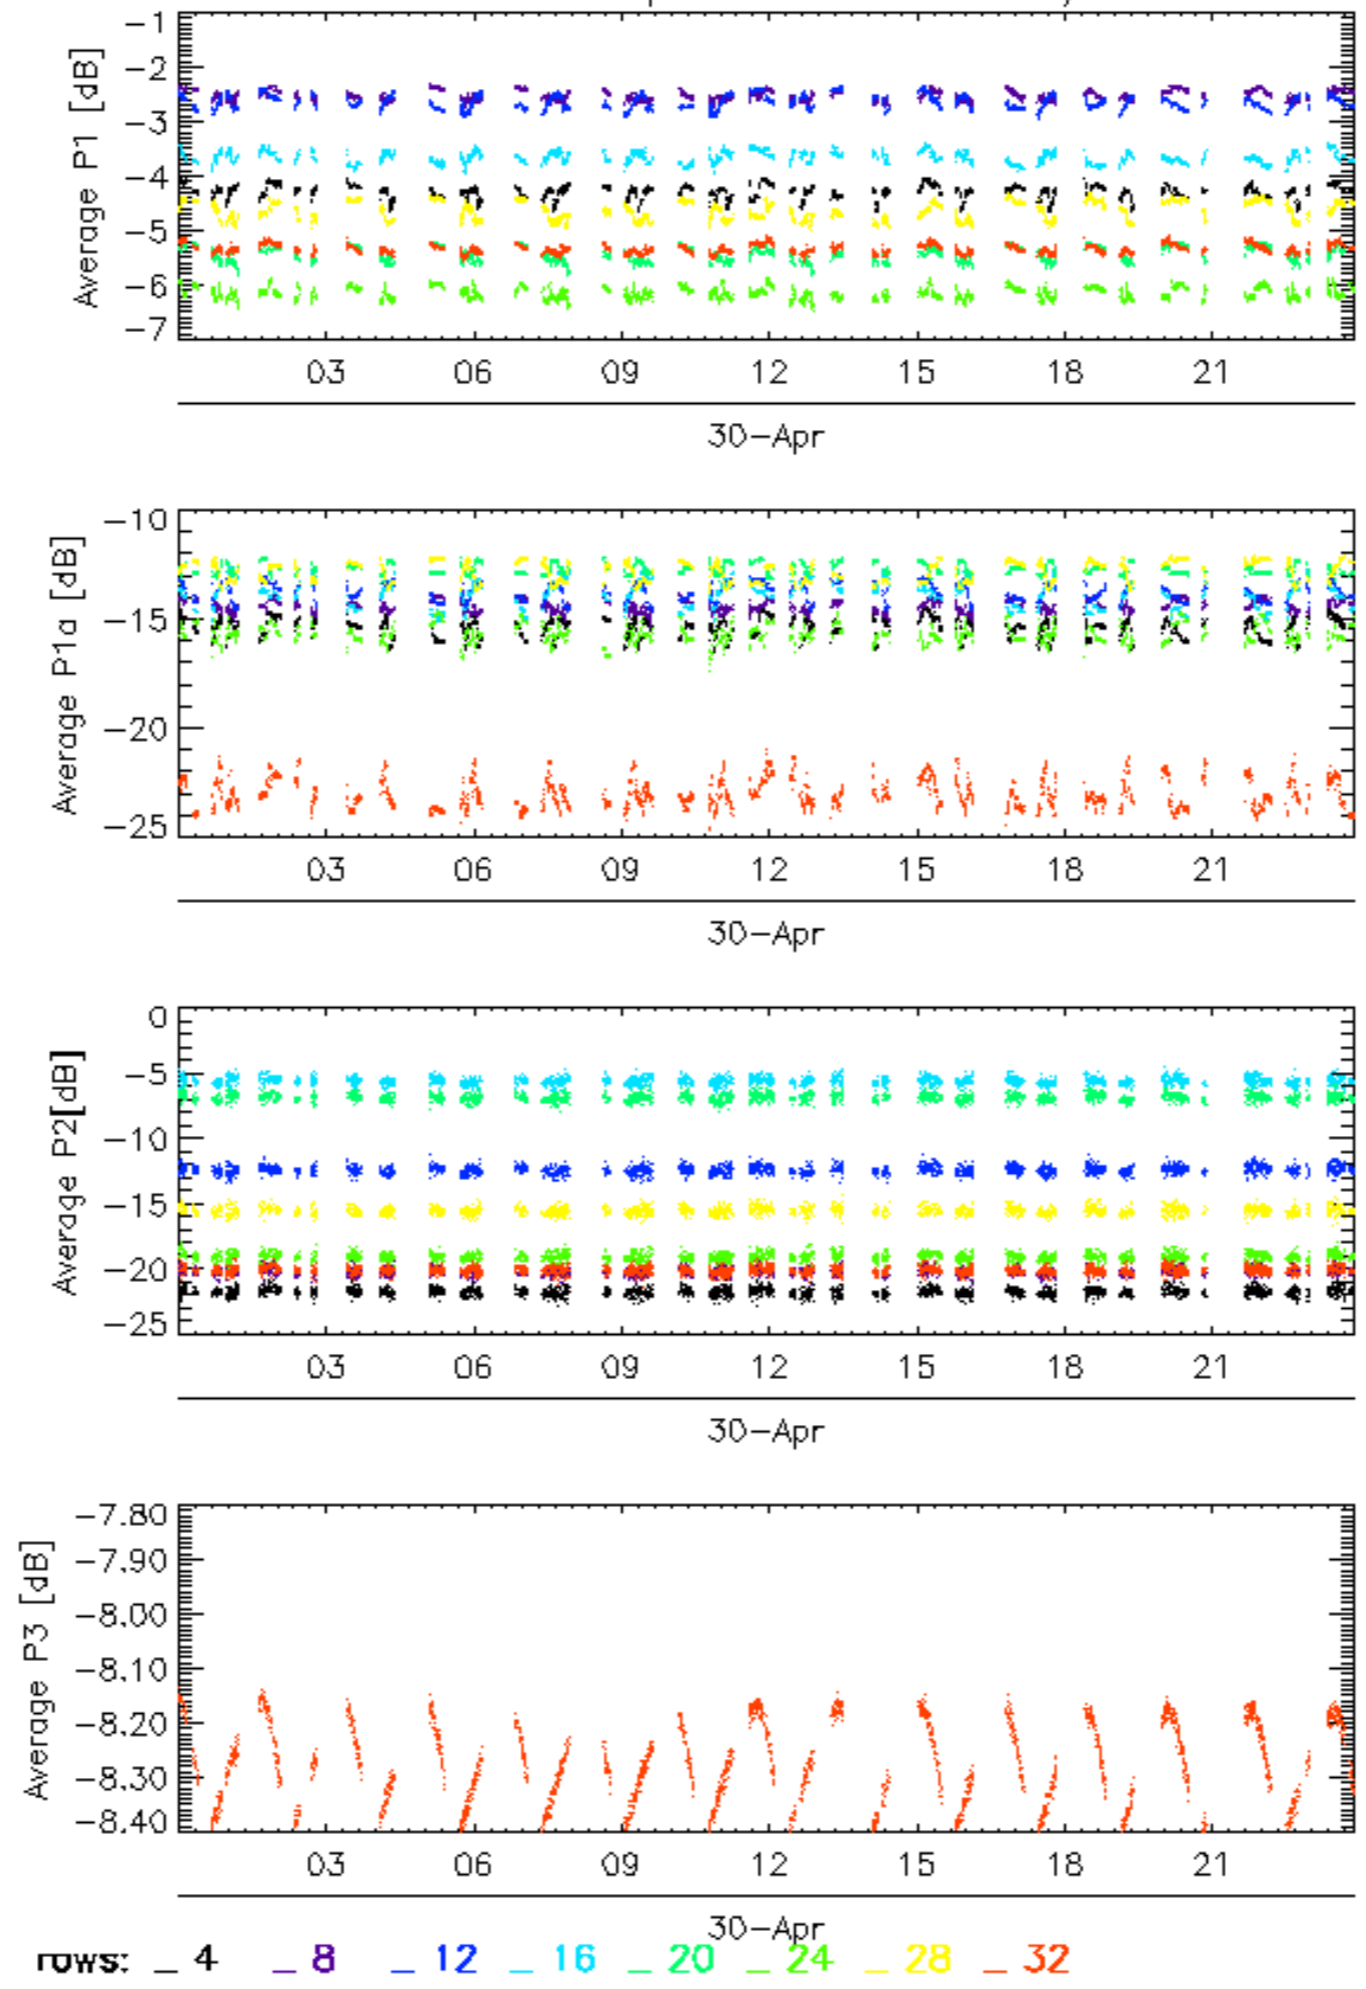 Average P1 [dB]
-1
-2
-3
-4
-5
-6
-7
03 06 09 12 15 18 21
30-Apr
Average P1a [dB]
-10
-15
-20
-25
03 06 09 12 15 18 21
30-Apr
Average P2[dB]
0
-5
-10
-15
-20
-25
03 06 09 12 15 18 21
30-Apr
Average P3 [dB]
-7.80
-7.90
-8.00
-8.10
-8.20
-8.30
-8.40
03 06 09 12 15 18 21
30-Apr
rows: _ 4 _ 8 _ 12 _ 16 _ 20 _ 24 _ 28 _ 32